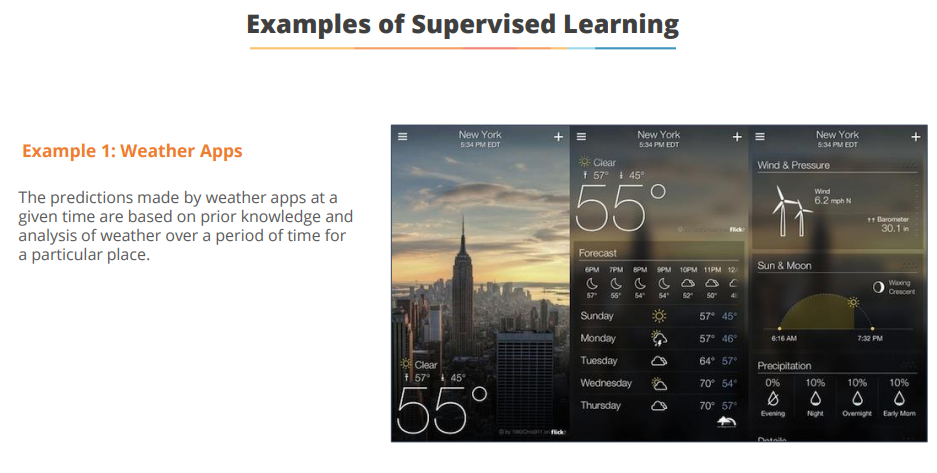 Examples of Supervised Learning
Example 1: Weather Apps
The predictions made by weather apps at a
given time are based on prior knowledge and
analysis of weather over a period of time for
a particular place.
New York
5:34 PM EDT
Clear
57° 45°
55°
flickr
New York
5:34 PM EDT
Clear
57° 45°
55°
flickr
Forecast
6PM 7PM 8PM 9PM 10PM 11PM 12
57° 55° 54° 54° 52° 50°
Sunday 57° 45°
Monday 57° 46°
Tuesday 64° 57°
Wednesday 70° 54°
Thursday 70° 57°
New York
5:34 PM EDT
Wind & Pressure
Wind
6.2 mph N
Barometer
30.1 in
Sun & Moon
Waxing
Crescent
6:16 AM 7:32 PM
Precipitation
0% 10% 10% 10%
Evening Night Overnight Early Morn
Details